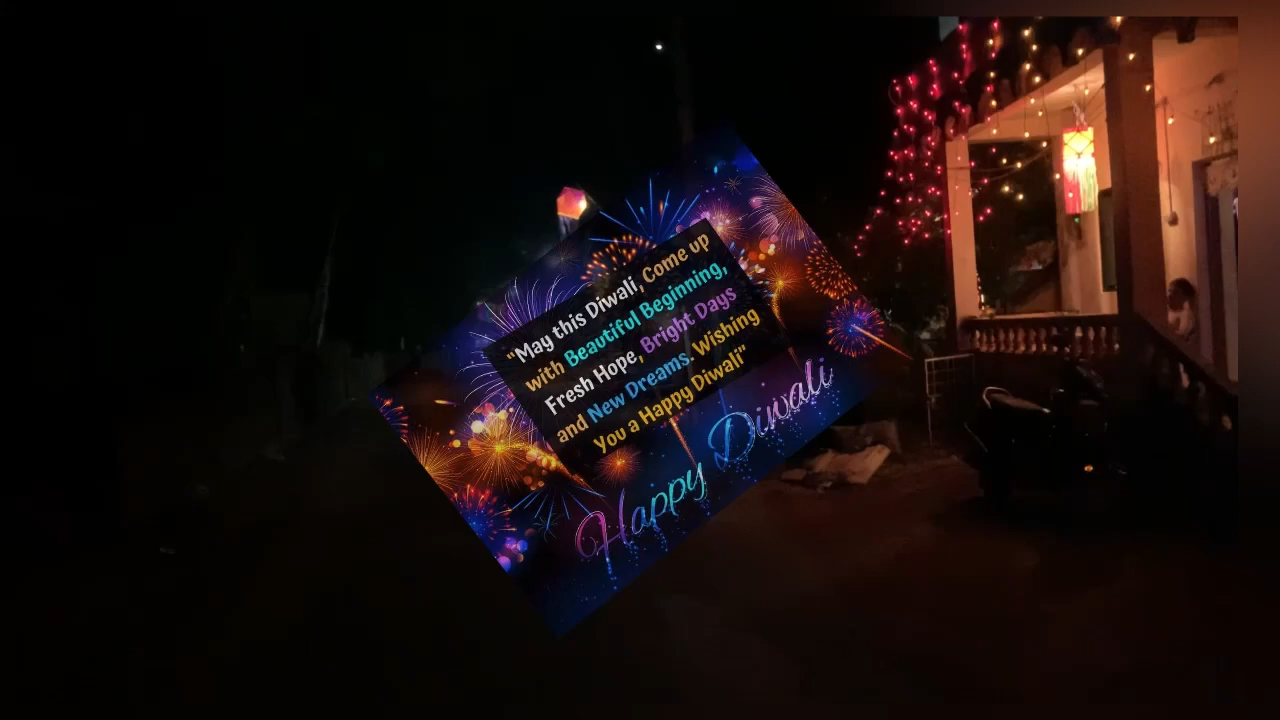 "May this Diwali, Come up
with Beautiful Beginning,
Fresh Hope, Bright Days
and New Dreams. Wishing
You a Happy Diwali"
Happy Diwali